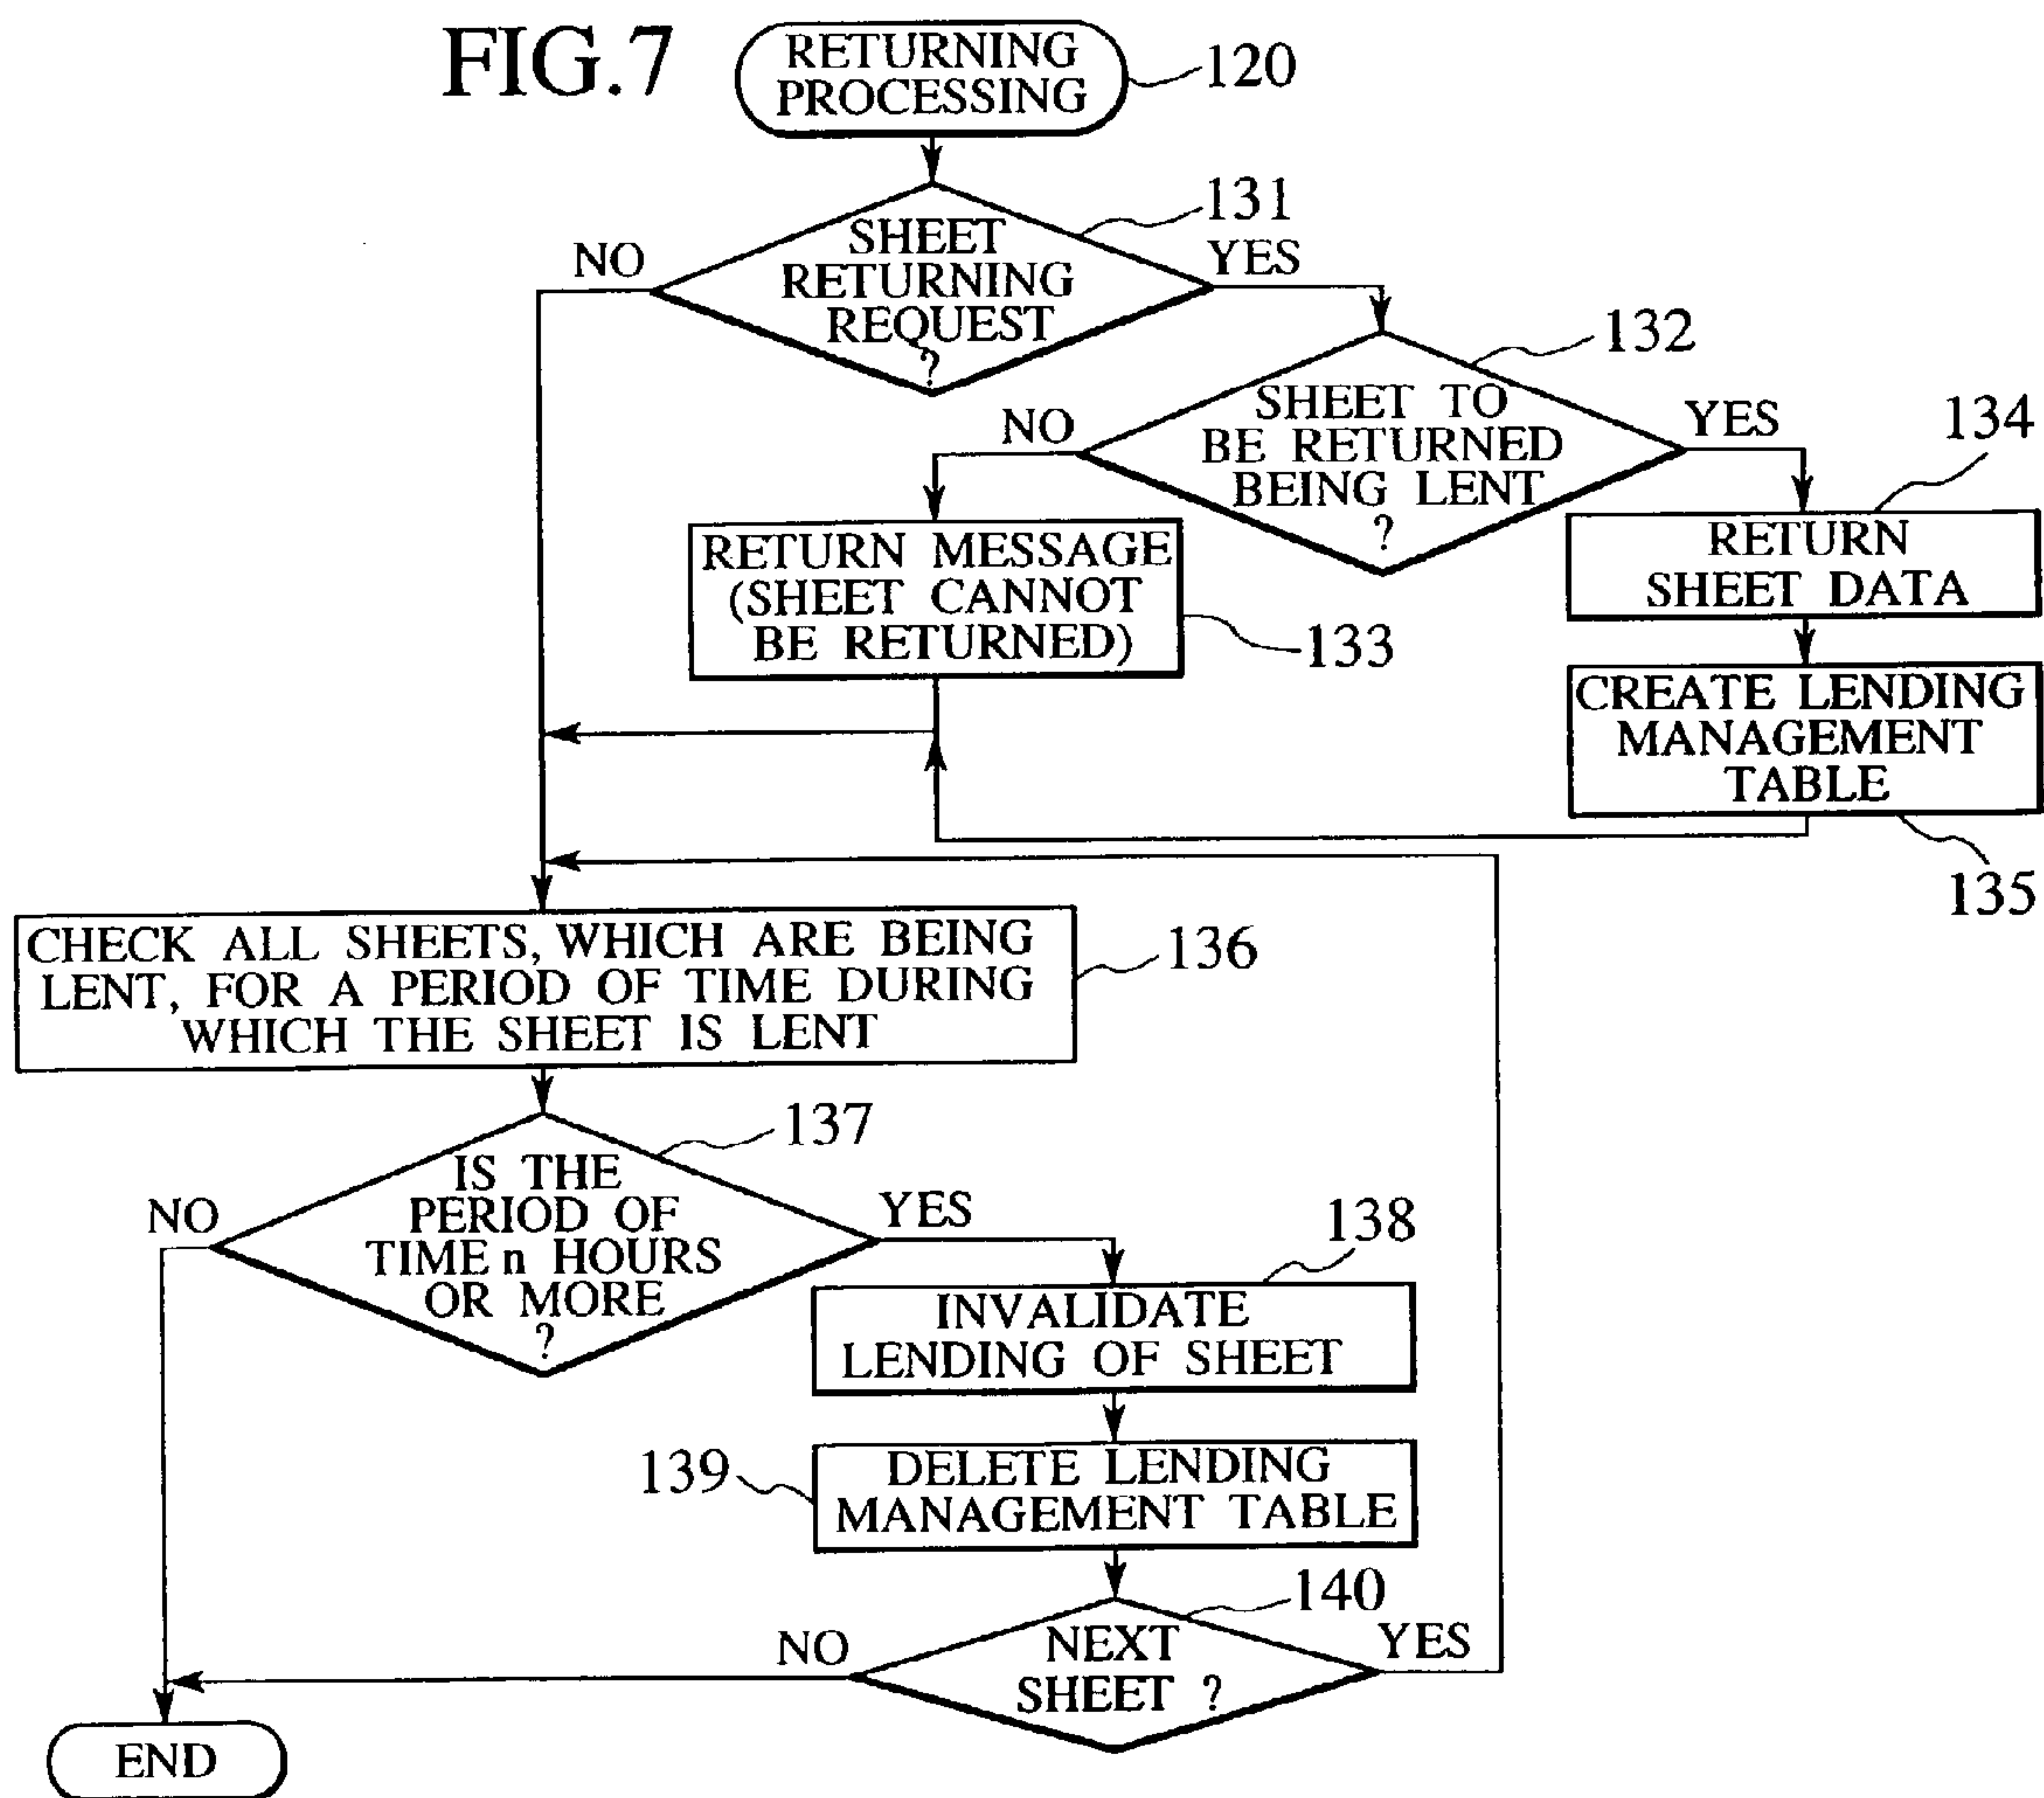 FIG.7
RETURNING
PROCESSING
120
131
SHEET
RETURNING
REQUEST
?
NO
YES
132
SHEET TO
BE RETURNED
BEING LENT
?
NO
YES
134
RETURN MESSAGE
(SHEET CANNOT
BE RETURNED)
133
RETURN
SHEET DATA
CREATE LENDING
MANAGEMENT
TABLE
135
CHECK ALL SHEETS, WHICH ARE BEING
LENT, FOR A PERIOD OF TIME DURING
WHICH THE SHEET IS LENT
136
137
IS THE
PERIOD OF
TIME n HOURS
OR MORE
?
NO
YES
138
INVALIDATE
LENDING OF SHEET
139
DELETE LENDING
MANAGEMENT TABLE
140
NEXT
SHEET ?
NO
YES
END